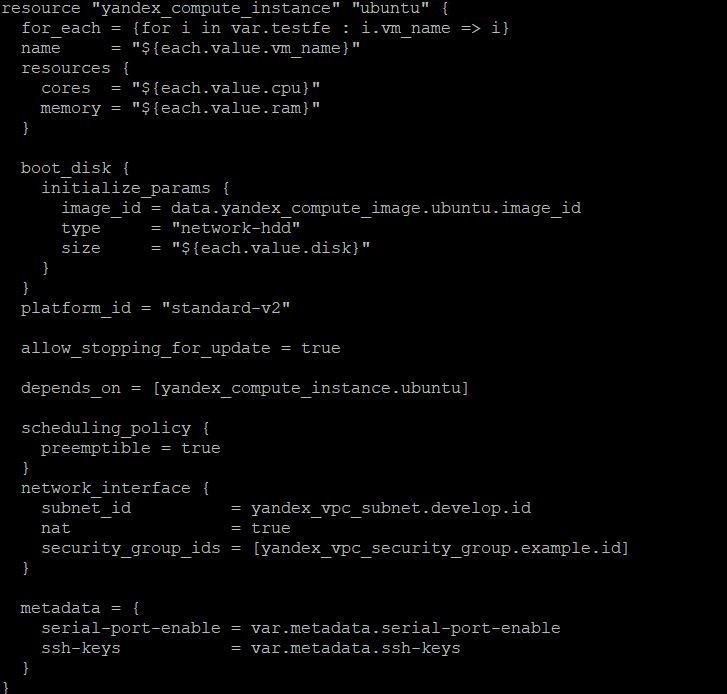 resource "yandex_compute_instance" "ubuntu" {
  for_each = {for i in var.testfe : i.vm_name => i}
  name     = "${each.value.vm_name}"
  resources {
    cores  = "${each.value.cpu}"
    memory = "${each.value.ram}"
  }

  boot_disk {
    initialize_params {
      image_id = data.yandex_compute_image.ubuntu.image_id
      type     = "network-hdd"
      size     = "${each.value.disk}"
    }
  }
  platform_id = "standard-v2"

  allow_stopping_for_update = true

  depends_on = [yandex_compute_instance.ubuntu]

  scheduling_policy {
    preemptible = true
  }
  network_interface {
    subnet_id          = yandex_vpc_subnet.develop.id
    nat                = true
    security_group_ids = [yandex_vpc_security_group.example.id]
  }

  metadata = {
    serial-port-enable = var.metadata.serial-port-enable
    ssh-keys           = var.metadata.ssh-keys
  }
}